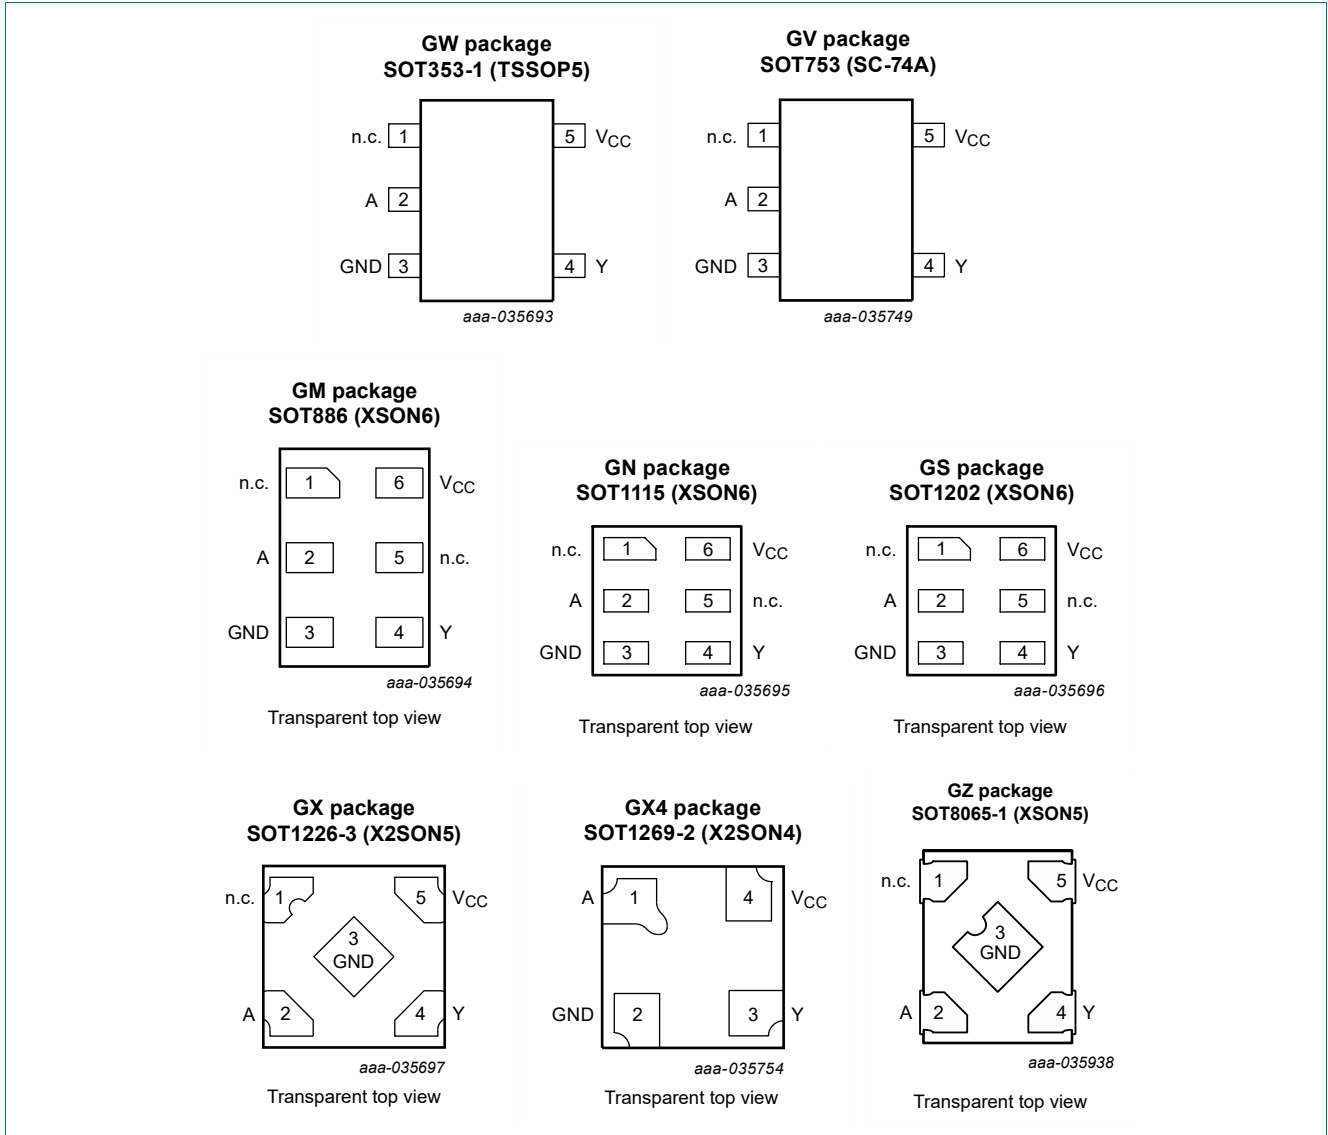 GW package
SOT353-1 (TSSOP5)
n.c. 1
5 VCC
A 2
GND 3
4 Y
aaa-035693
GV package
SOT753 (SC-74A)
n.c. 1
5 VCC
A 2
GND 3
4 Y
aaa-035749
GM package
SOT886 (XSON6)
n.c. 1 6 VCC
A 2 5 n.c.
GND 3 4 Y
aaa-035694
Transparent top view
GN package
SOT1115 (XSON6)
n.c. 1 6 VCC
A 2 5 n.c.
GND 3 4 Y
aaa-035695
Transparent top view
GS package
SOT1202 (XSON6)
n.c. 1 6 VCC
A 2 5 n.c.
GND 3 4 Y
aaa-035696
Transparent top view
GX package
SOT1226-3 (X2SON5)
n.c. 1 5 VCC
3
GND
A 2 4 Y
aaa-035697
Transparent top view
GX4 package
SOT1269-2 (X2SON4)
A 1 4 VCC
GND 2 3 Y
aaa-035754
Transparent top view
GZ package
SOT8065-1 (XSON5)
n.c. 1 5 VCC
3
GND
A 2 4 Y
aaa-035938
Transparent top view